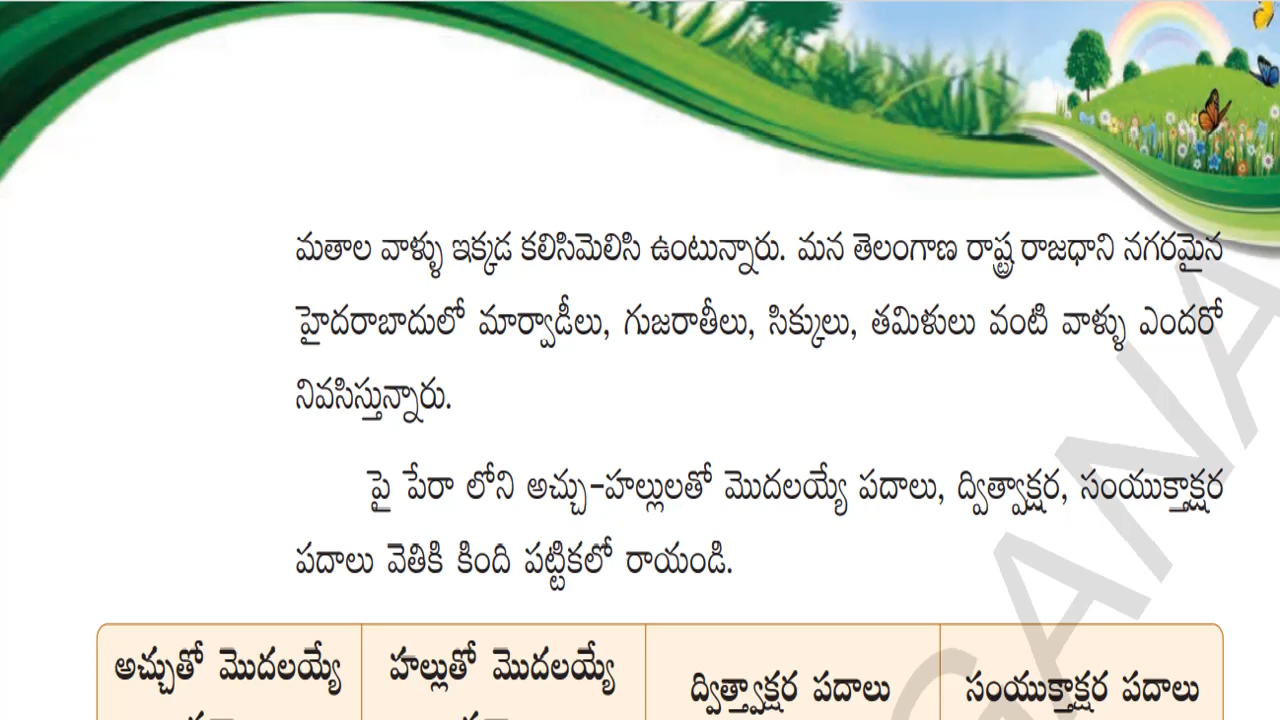 మతాల వాళ్ళు ఇక్కడ కలిసిమెలిసి ఉంటున్నారు. మన తెలంగాణ రాష్ట్ర రాజధాని నగరమైన
హైదరాబాదులో మార్వాడీలు, గుజరాతీలు, సిక్కులు, తమిళులు వంటి వాళ్ళు ఎందరో
నివసిస్తున్నారు.
పై పేరా లోని అచ్చు-హల్లులతో మొదలయ్యే పదాలు, ద్విత్వాక్షర, సంయుక్తాక్షర
పదాలు వెతికి కింది పట్టికలో రాయండి.
అచ్చుతో మొదలయ్యే
హల్లుతో మొదలయ్యే
ద్విత్త్వాక్షర పదాలు
సంయుక్తాక్షర పదాలు